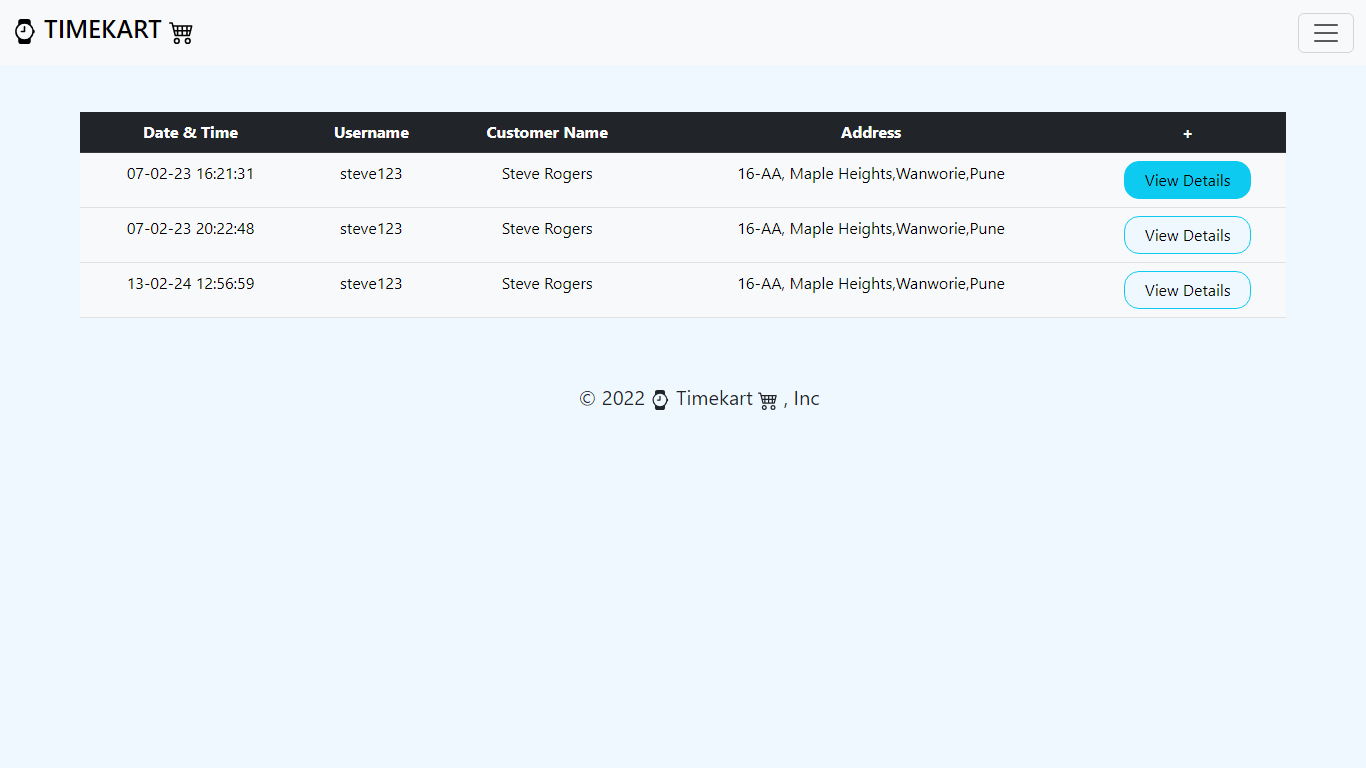 TIMEKART
Date & Time Username Customer Name Address +
07-02-23 16:21:31 steve123 Steve Rogers 16-AA, Maple Heights,Wanworie,Pune View Details
07-02-23 20:22:48 steve123 Steve Rogers 16-AA, Maple Heights,Wanworie,Pune View Details
13-02-24 12:56:59 steve123 Steve Rogers 16-AA, Maple Heights,Wanworie,Pune View Details
© 2022 Timekart , Inc